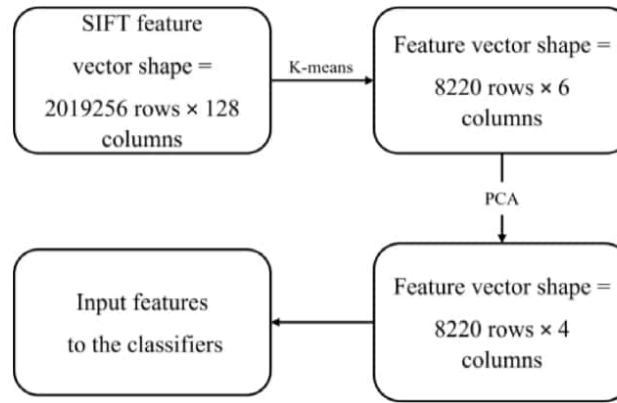 SIFT feature
vector shape =
2019256 rows × 128
columns
K-means
Feature vector shape =
8220 rows × 6
columns
PCA
Feature vector shape =
8220 rows × 4
columns
Input features
to the classifiers